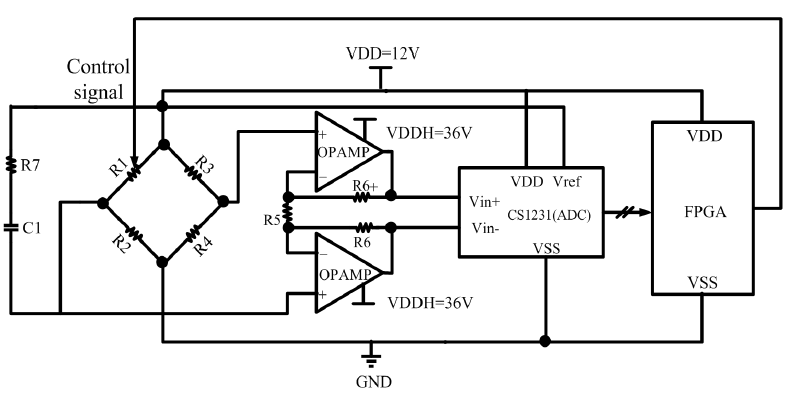 VDD=12V
Control
signal
VDDH=36V
VDD
OPAMP
R1
R3
R7
R6+
VDD Vref
Vin+
CS1231(ADC)
FPGA
R5
C1
Vin-
R2
R4
R6
VSS
OPAMP
VSS
VDDH=36V
GND
+
−
−
+